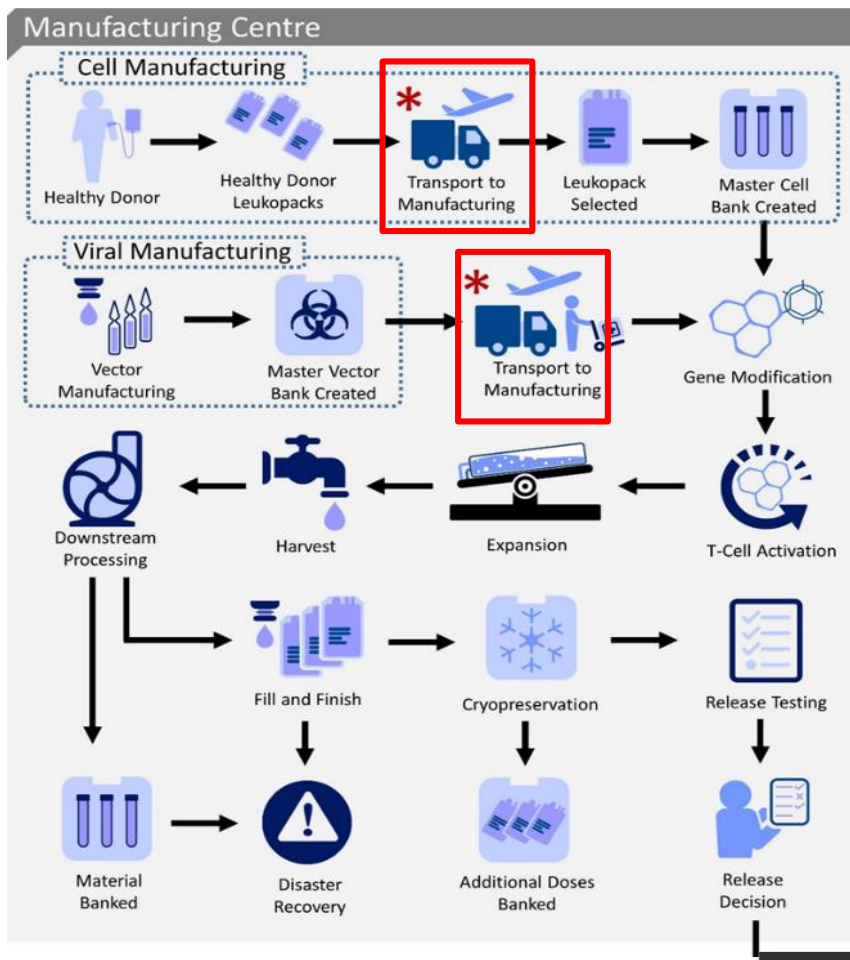 Manufacturing Centre
Cell Manufacturing
Healthy Donor
Healthy Donor
Leukopacks
*
Transport to
Manufacturing
Leukopack
Selected
Master Cell
Bank Created
Viral Manufacturing
Vector
Manufacturing
Master Vector
Bank Created
*
Transport to
Manufacturing
Gene Modification
Downstream
Processing
Harvest
Expansion
T-Cell Activation
Fill and Finish
Cryopreservation
Release Testing
Material
Banked
Disaster
Recovery
Additional Doses
Banked
Release
Decision